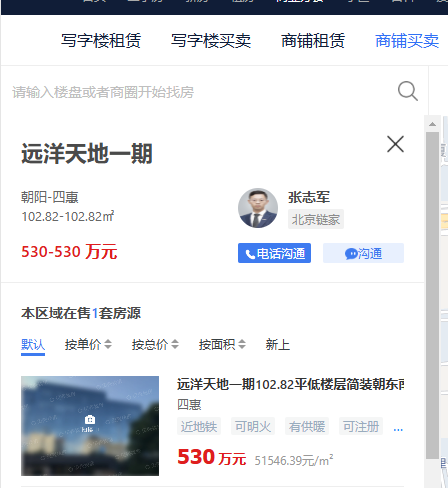 写字楼租赁 写字楼买卖 商铺租赁 商铺买卖
请输入楼盘或者商圈开始找房
远洋天地一期
朝阳-四惠
102.82-102.82㎡
530-530 万元
张志军
北京链家
电话沟通 沟通
本区域在售1套房源
默认 按单价 按总价 按面积 新上
远洋天地一期102.82平低楼层简装朝东南
四惠
近地铁 可明火 有供暖 可注册 ...
530万元 51546.39元/m²